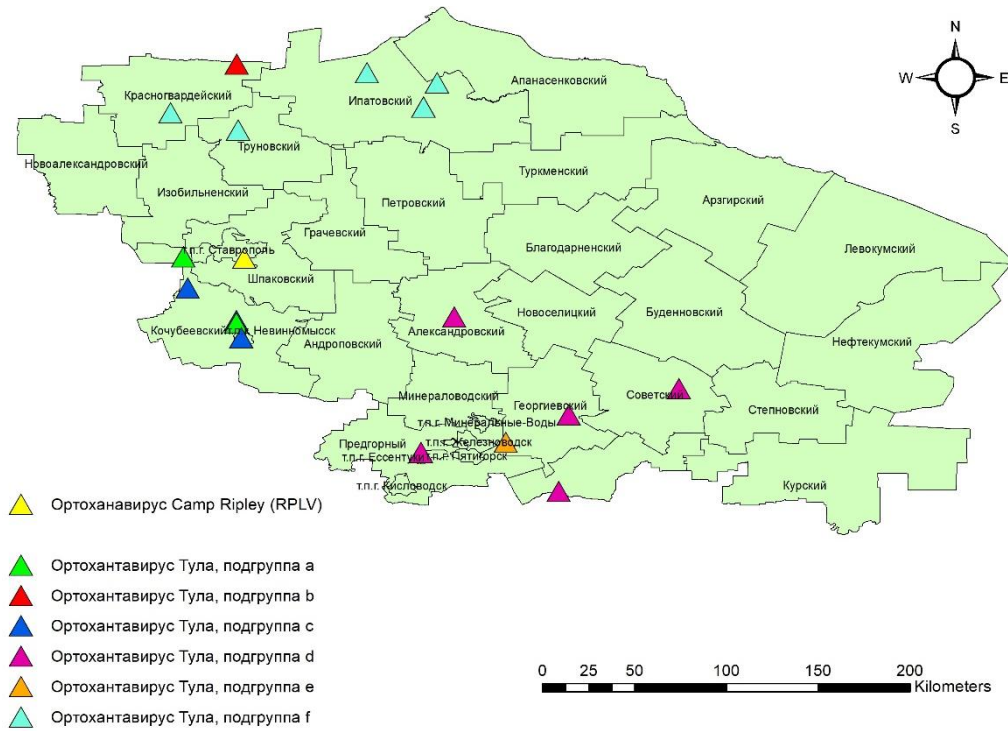 N
W
E
S
Апанасенковский
Красногвардейский
Ипатовский
Труновский
Новоалександровский
Туркменский
Изобильненский
Петровский
Арзгирский
Грачевский
Благодарненский
Левокумский
т.п.г. Ставрополь
Шпаковский
Новоселицкий
Буденновский
Кочубеевский
т.п.г. Невинномысск
Александровский
Андроповский
Нефтекумский
Минераловодский
Георгиевский
Советский
Степновский
т.п.г. Минеральные-Воды
Предгорный
т.п.г. Железноводск
т.п.г. Ессентуки
т.п.г. Пятигорск
т.п.г. Кисловодск
Курский
Ортоханавирус Camp Ripley (RPLV)
Ортохантавирус Тула, подгруппа a
Ортохантавирус Тула, подгруппа b
Ортохантавирус Тула, подгруппа c
Ортохантавирус Тула, подгруппа d
Ортохантавирус Тула, подгруппа e
Ортохантавирус Тула, подгруппа f
0 25 50 100 150 200
Kilometers